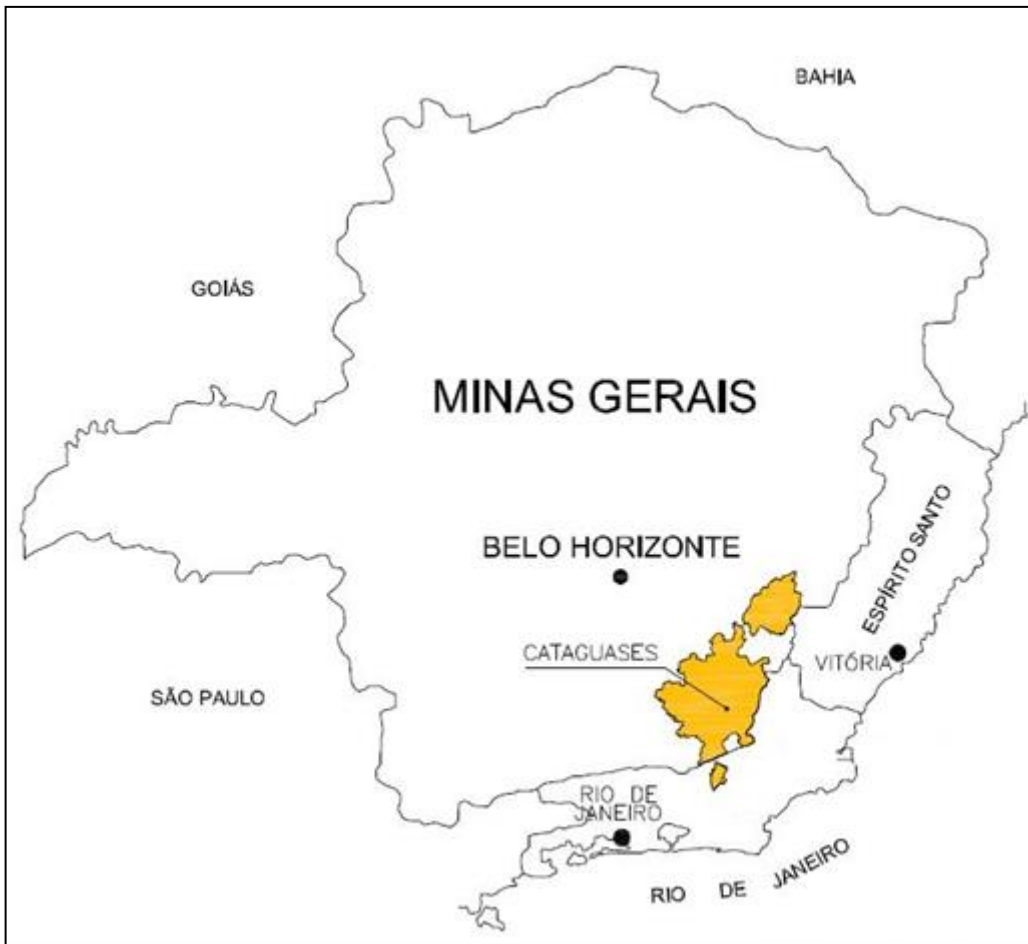 BAHIA
GOIÁS
MINAS GERAIS
BELO HORIZONTE
ESPÍRITO SANTO
CATAGUASES
VITÓRIA
SÃO PAULO
RIO DE
JANEIRO
RIO DE JANEIRO